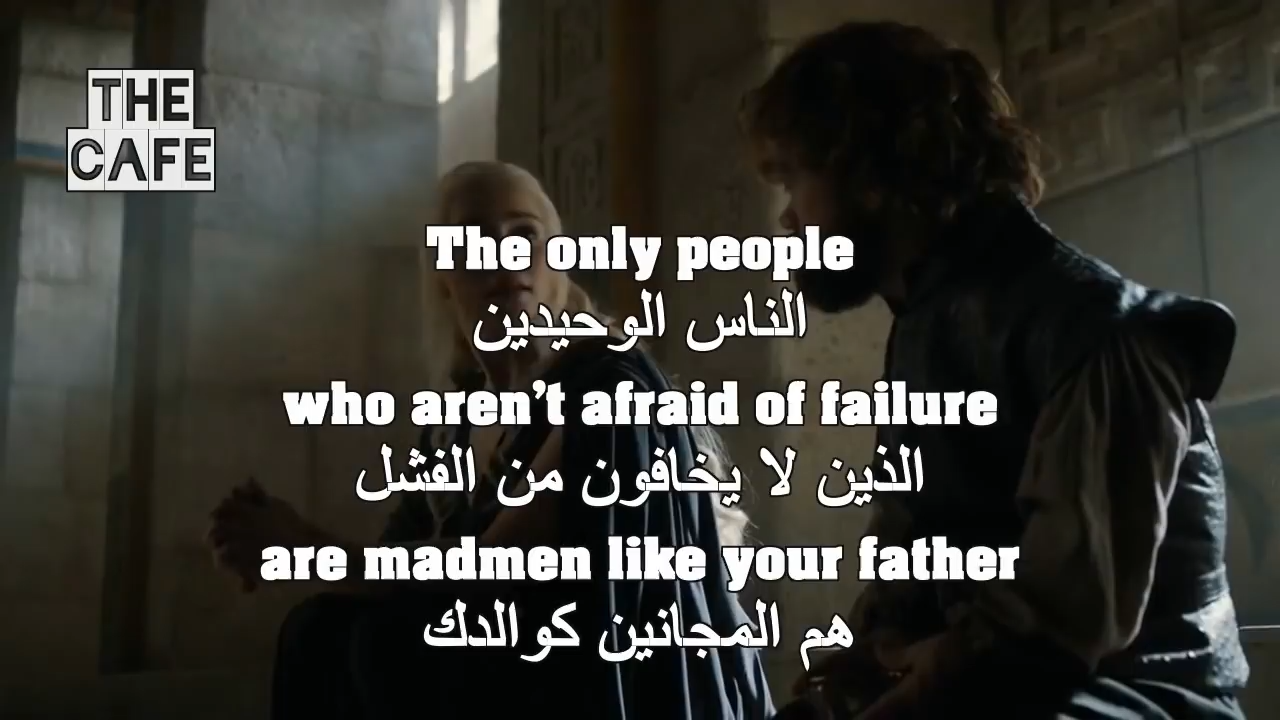 THE
CAFE
The only people
الناس الوحيدين
who aren't afraid of failure
الذين لا يخافون من الفشل
are madmen like your father
هم المجانين كوالدك